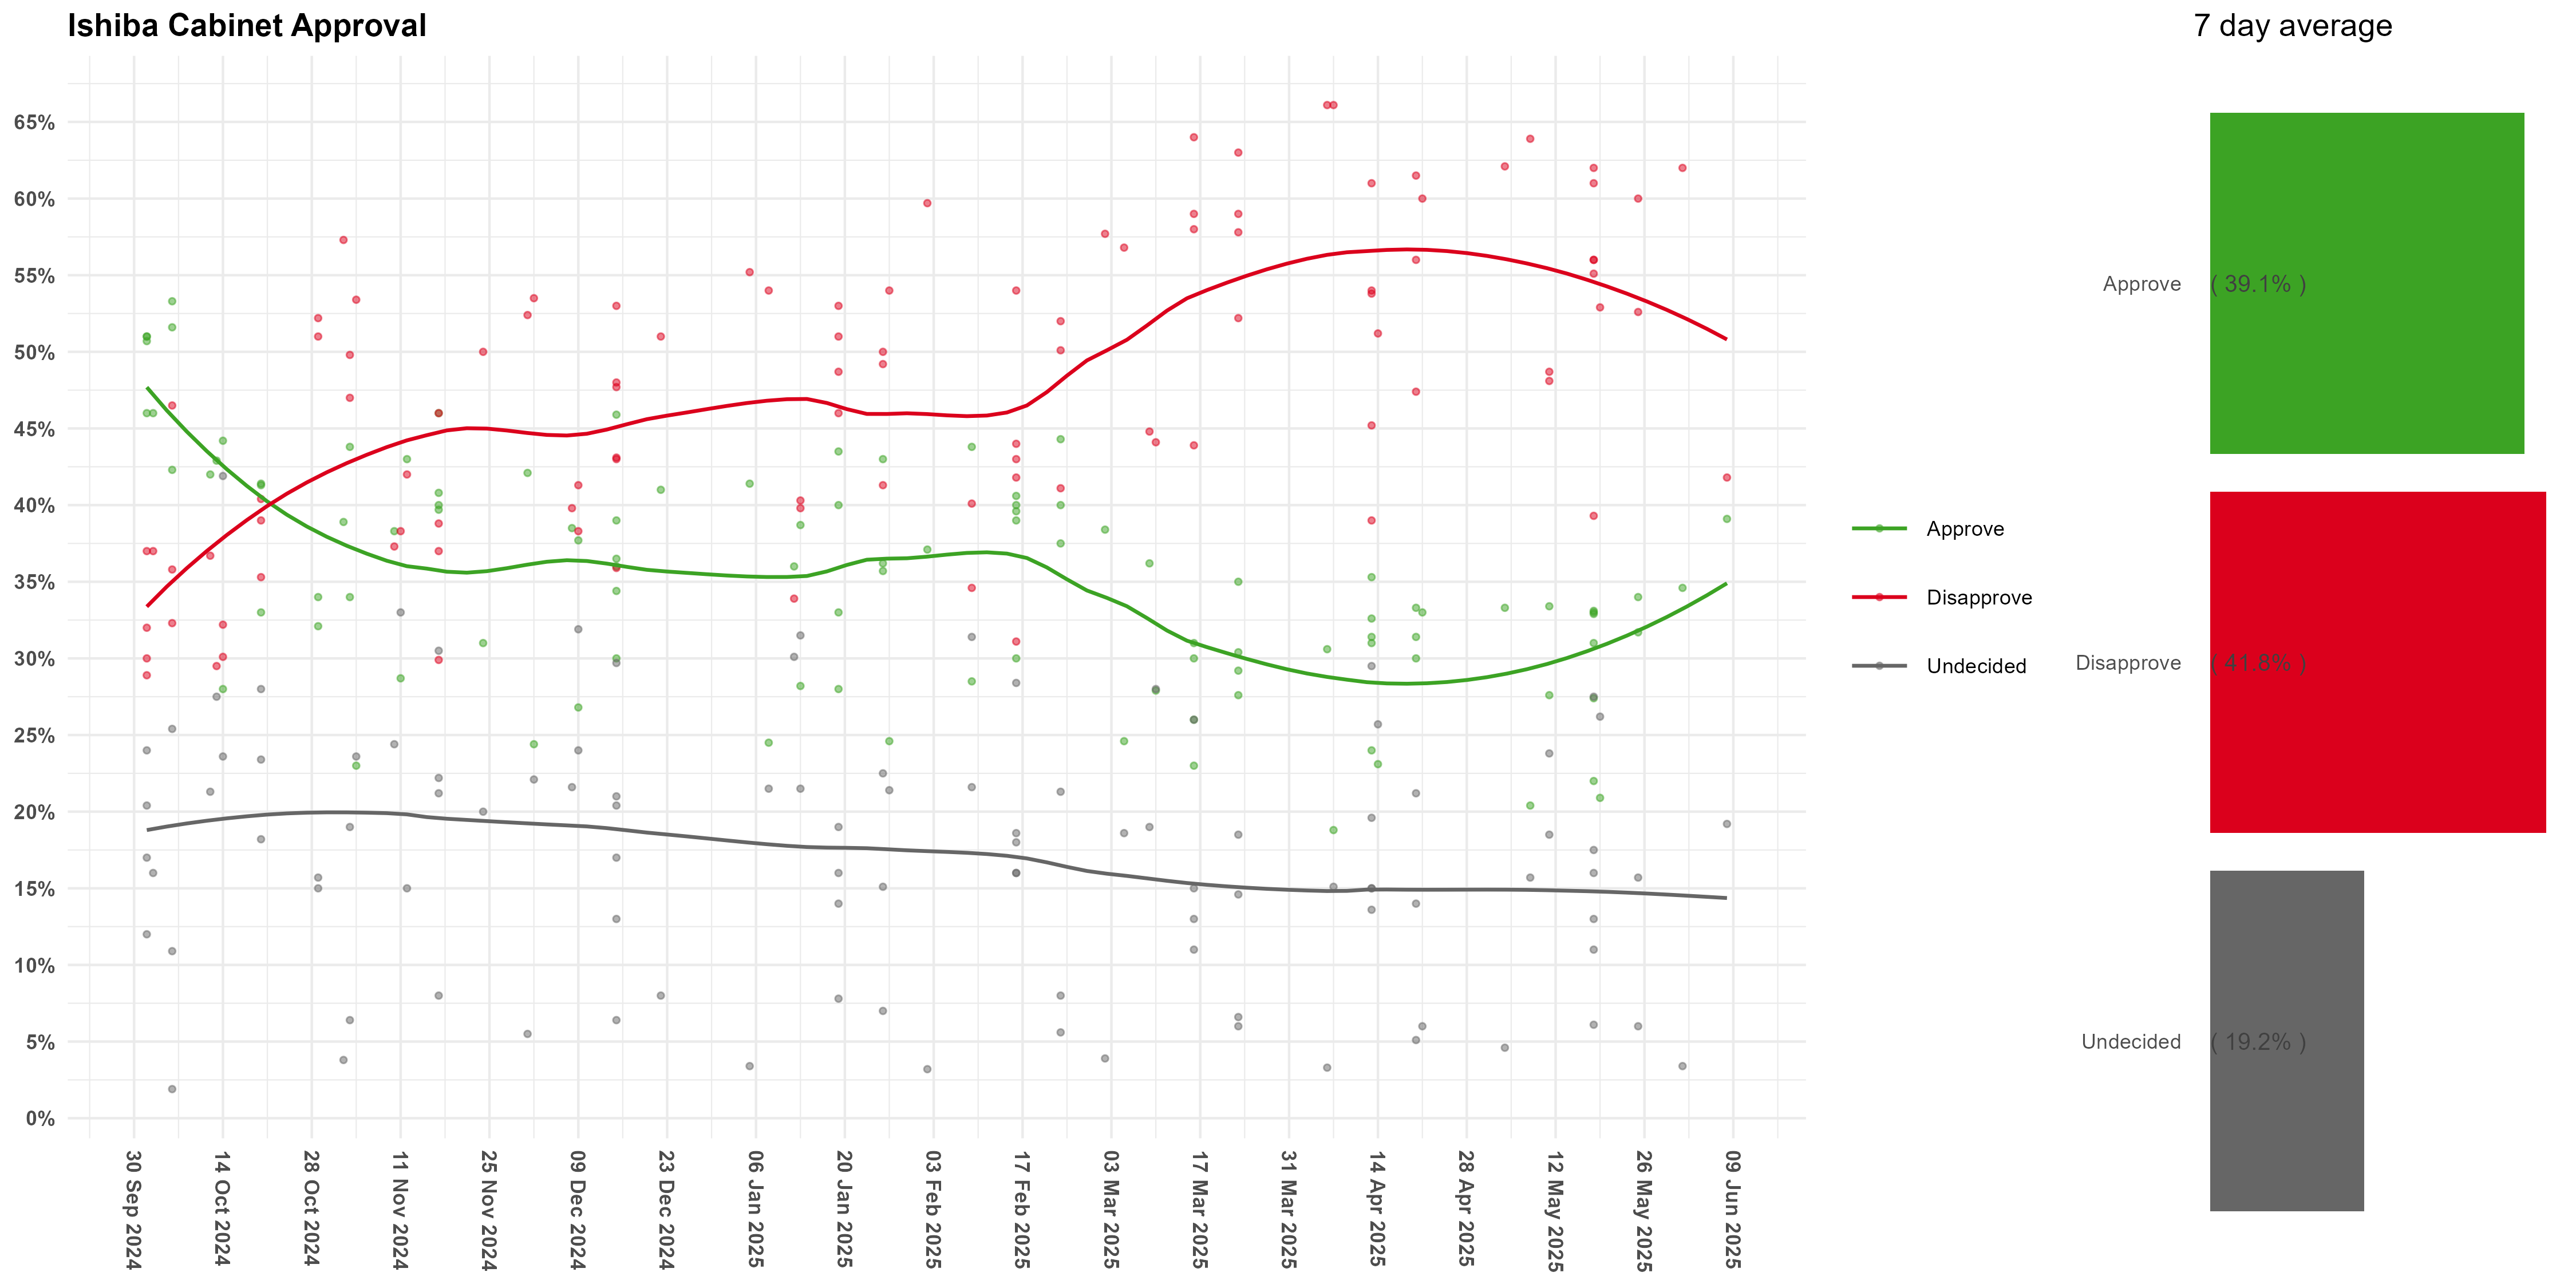 Ishiba Cabinet Approval
7 day average
65%
60%
55%
50%
45%
40%
35%
30%
25%
20%
15%
10%
5%
0%
30 Sep 2024
14 Oct 2024
28 Oct 2024
11 Nov 2024
25 Nov 2024
09 Dec 2024
23 Dec 2024
06 Jan 2025
20 Jan 2025
03 Feb 2025
17 Feb 2025
03 Mar 2025
17 Mar 2025
31 Mar 2025
14 Apr 2025
28 Apr 2025
12 May 2025
26 May 2025
09 Jun 2025
Approve
Disapprove
Undecided
Approve ( 39.1% )
Disapprove ( 41.8% )
Undecided ( 19.2% )